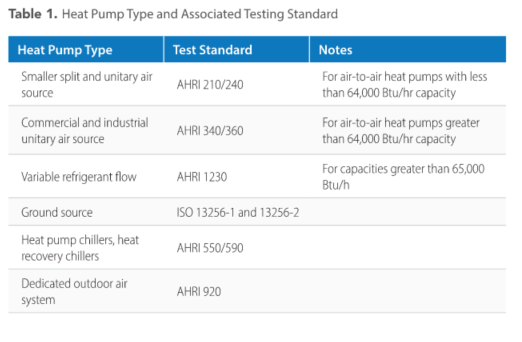 Table 1. Heat Pump Type and Associated Testing Standard
Heat Pump Type Test Standard Notes
Smaller split and unitary air
source
AHRI 210/240
For air-to-air heat pumps with less
than 64,000 Btu/hr capacity
Commercial and industrial
unitary air source
AHRI 340/360
For air-to-air heat pumps greater
than 64,000 Btu/hr capacity
Variable refrigerant flow
AHRI 1230
For capacities greater than 65,000
Btu/h
Ground source
ISO 13256-1 and 13256-2
Heat pump chillers, heat
recovery chillers
AHRI 550/590
Dedicated outdoor air
system
AHRI 920